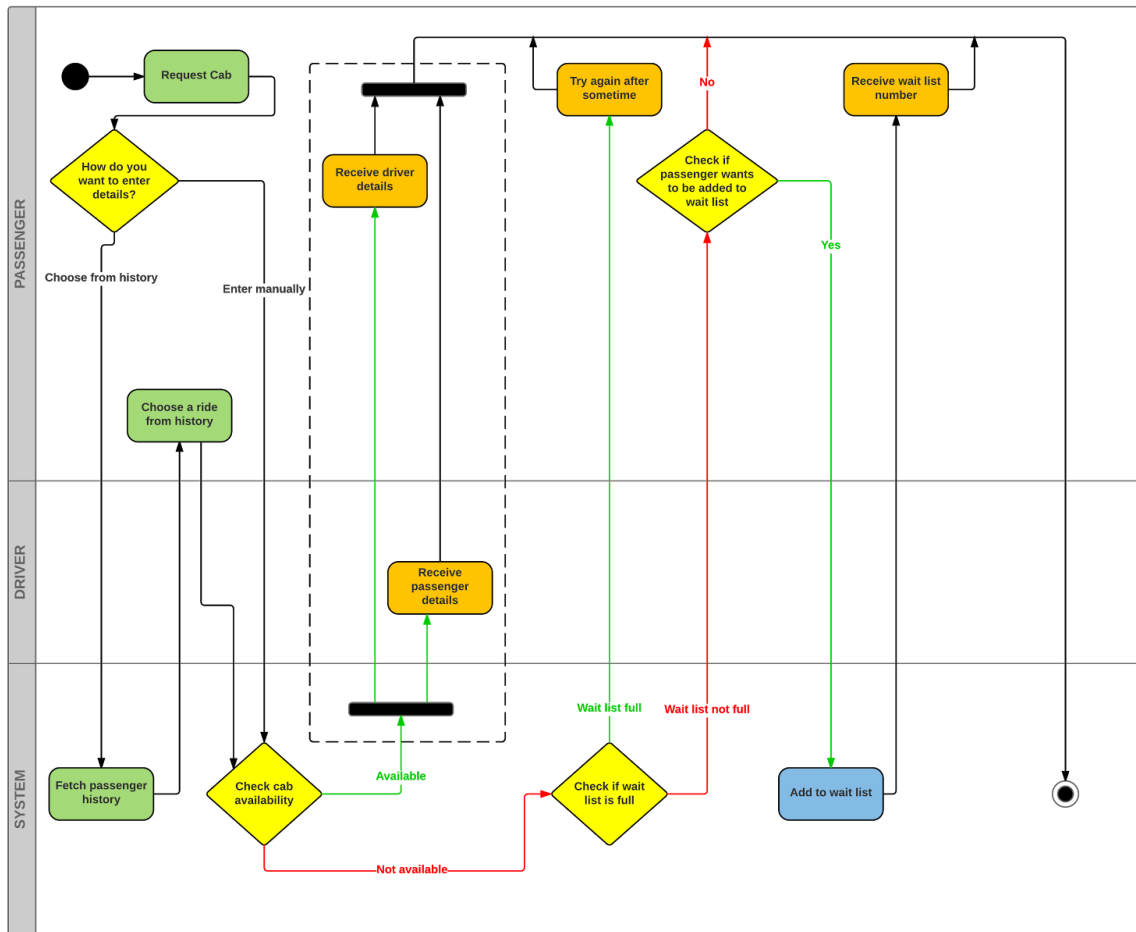 PASSENGER
Request Cab
How do you
want to enter
details?
Choose from history
Enter manually
Choose a ride
from history
Receive driver
details
Try again after
sometime
No
Check if
passenger wants
to be added to
wait list
Yes
Receive wait list
number
DRIVER
Receive
passenger
details
SYSTEM
Fetch passenger
history
Check cab
availability
Available
Not available
Wait list full
Wait list not full
Check if wait
list is full
Add to wait list